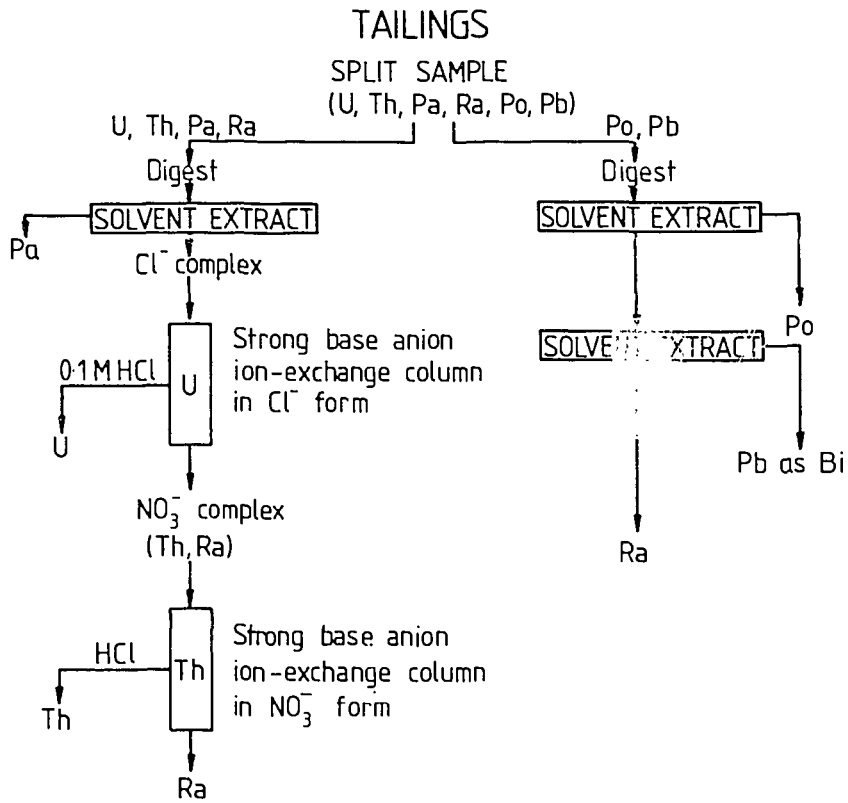 TAILINGS
SPLIT SAMPLE
(U, Th, Pa, Ra, Po, Pb)
U, Th, Pa, Ra
Digest
SOLVENT EXTRACT
Pa
Cl⁻ complex
0·1 M HCl
U
U
Strong base anion
ion-exchange column
in Cl⁻ form
NO₃⁻ complex
(Th, Ra)
HCl
Th
Th
Strong base anion
ion-exchange column
in NO₃⁻ form
Ra
Po, Pb
Digest
SOLVENT EXTRACT
Po
SOLVENT EXTRACT
Pb as Bi
Ra